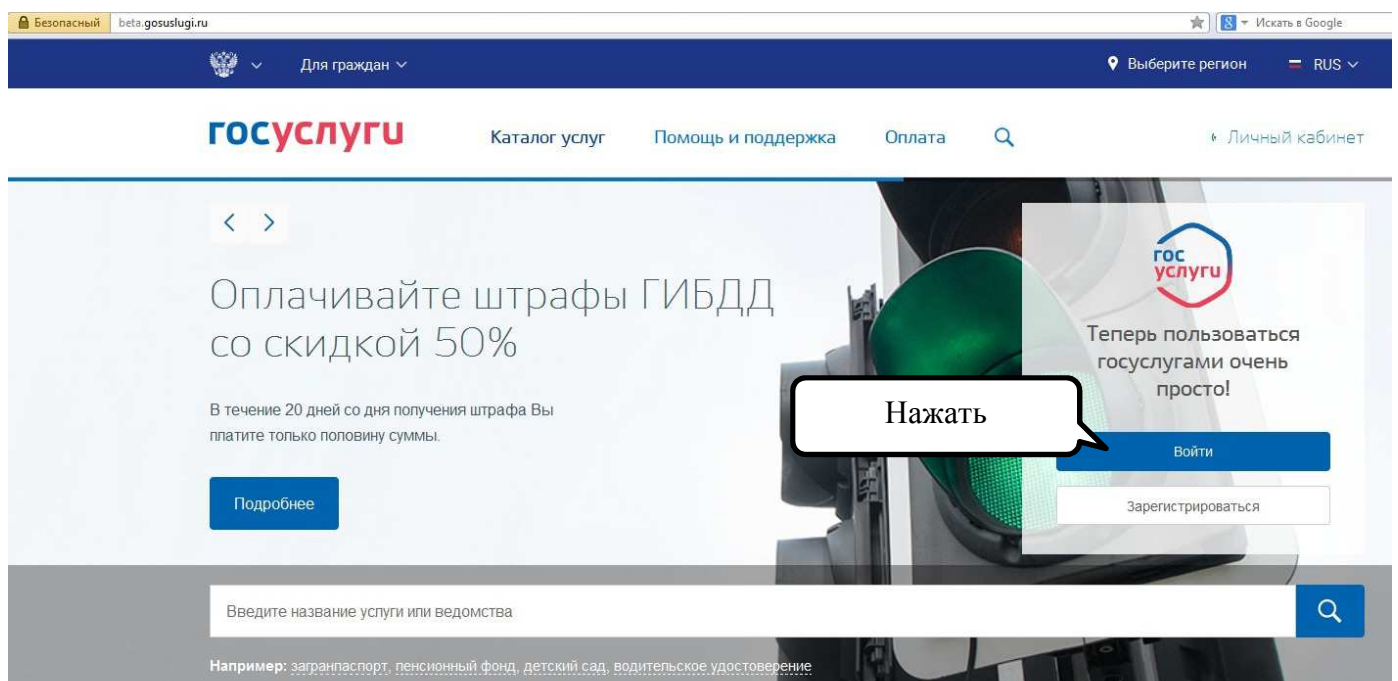 Безопасный beta.gosuslugi.ru Искать в Google
Для граждан Выберите регион RUS
госуслуги Каталог услуг Помощь и поддержка Оплата Личный кабинет
Оплачивайте штрафы ГИБДД
со скидкой 50%
В течение 20 дней со дня получения штрафа Вы
платите только половину суммы.
Подробнее
гос
услуги
Теперь пользоваться
госуслугами очень
просто!
Нажать
Войти
Зарегистрироваться
Введите название услуги или ведомства
Например: загранпаспорт, пенсионный фонд, детский сад, водительское удостоверение